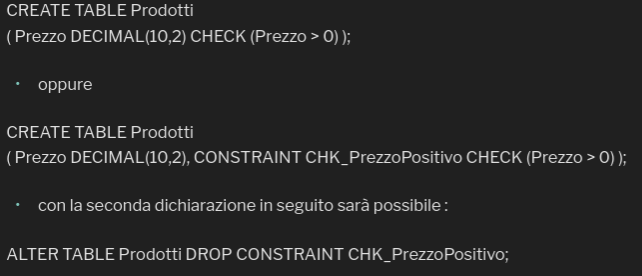 CREATE TABLE Prodotti
( Prezzo DECIMAL(10,2) CHECK (Prezzo > 0) );
• oppure
CREATE TABLE Prodotti
( Prezzo DECIMAL(10,2), CONSTRAINT CHK_PrezzoPositivo CHECK (Prezzo > 0) );
• con la seconda dichiarazione in seguito sarà possibile :
ALTER TABLE Prodotti DROP CONSTRAINT CHK_PrezzoPositivo;